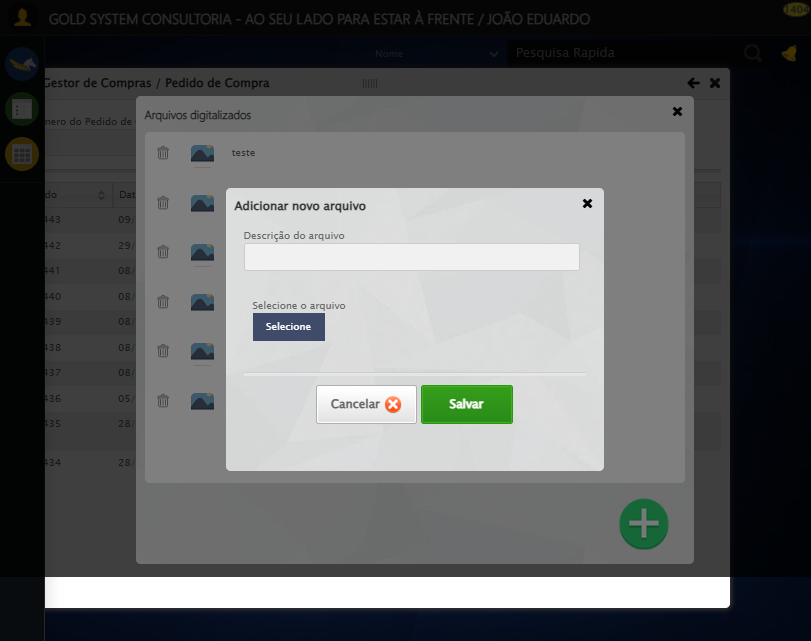 GOLD SYSTEM CONSULTORIA - AO SEU LADO PARA ESTAR À FRENTE / JOÃO EDUARDO
1404
Nome
Pesquisa Rapida
Gestor de Compras / Pedido de Compra
Arquivos digitalizados
nero do Pedido de
teste
do
Dat
443
09/
442
29/
441
08/
440
08/
439
08/
438
08/
437
08/
436
05/
435
28/
434
28/
Adicionar novo arquivo
Descrição do arquivo
Selecione o arquivo
Selecione
Cancelar
Salvar